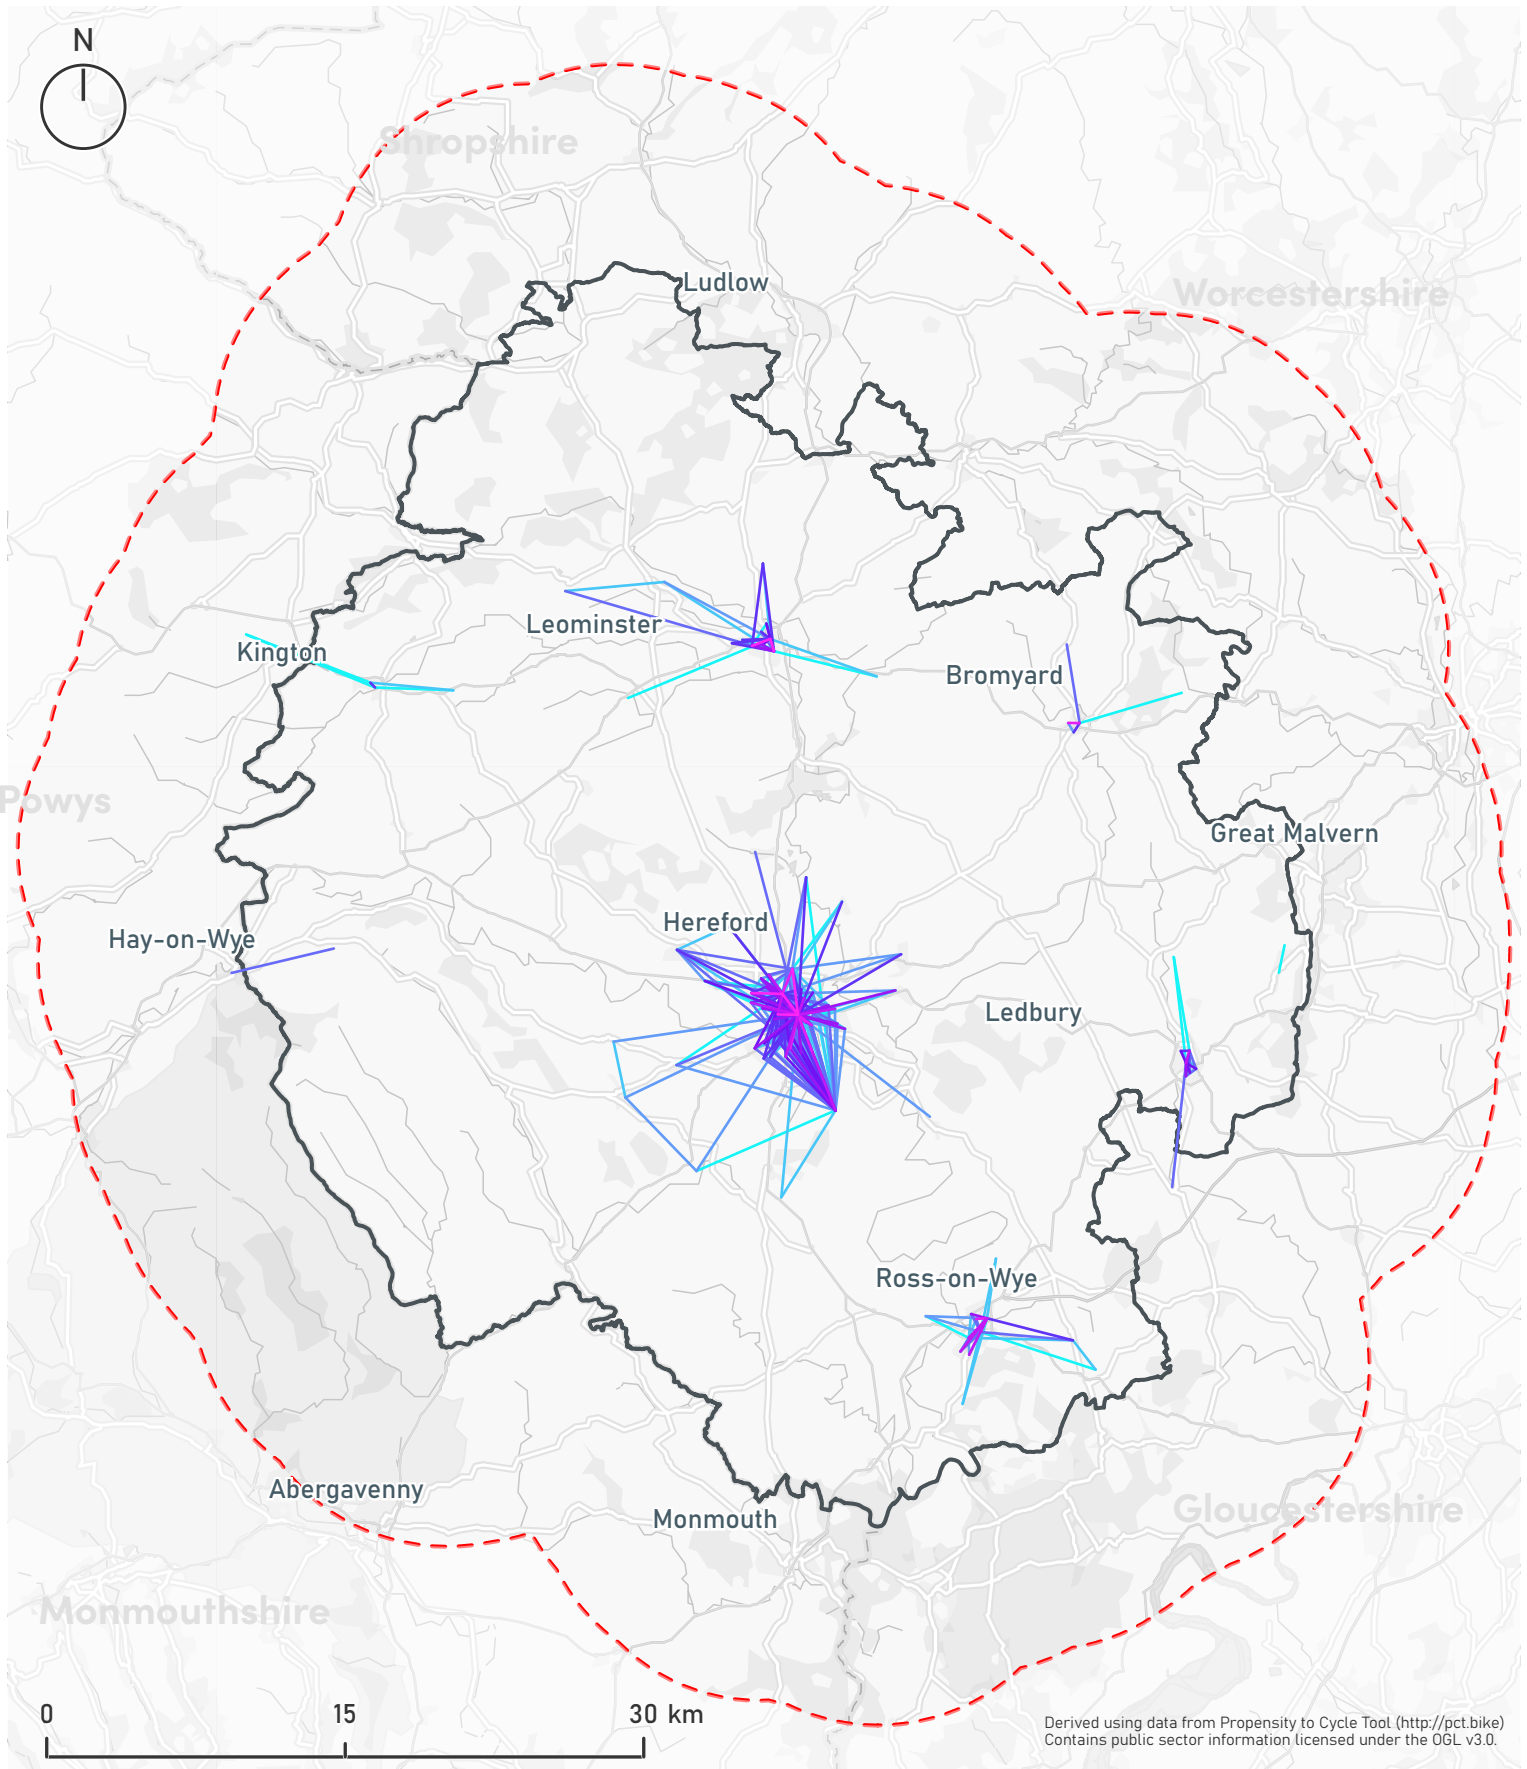 N
Shropshire
Ludlow
Worcestershire
Leominster
Kington
Bromyard
Powys
Great Malvern
Hereford
Hay-on-Wye
Ledbury
Ross-on-Wye
Abergavenny
Monmouth
Gloucestershire
Monmouthshire
0 15 30 km
Derived using data from Propensity to Cycle Tool (http://pct.bike)
Contains public sector information licensed under the OGL v3.0.